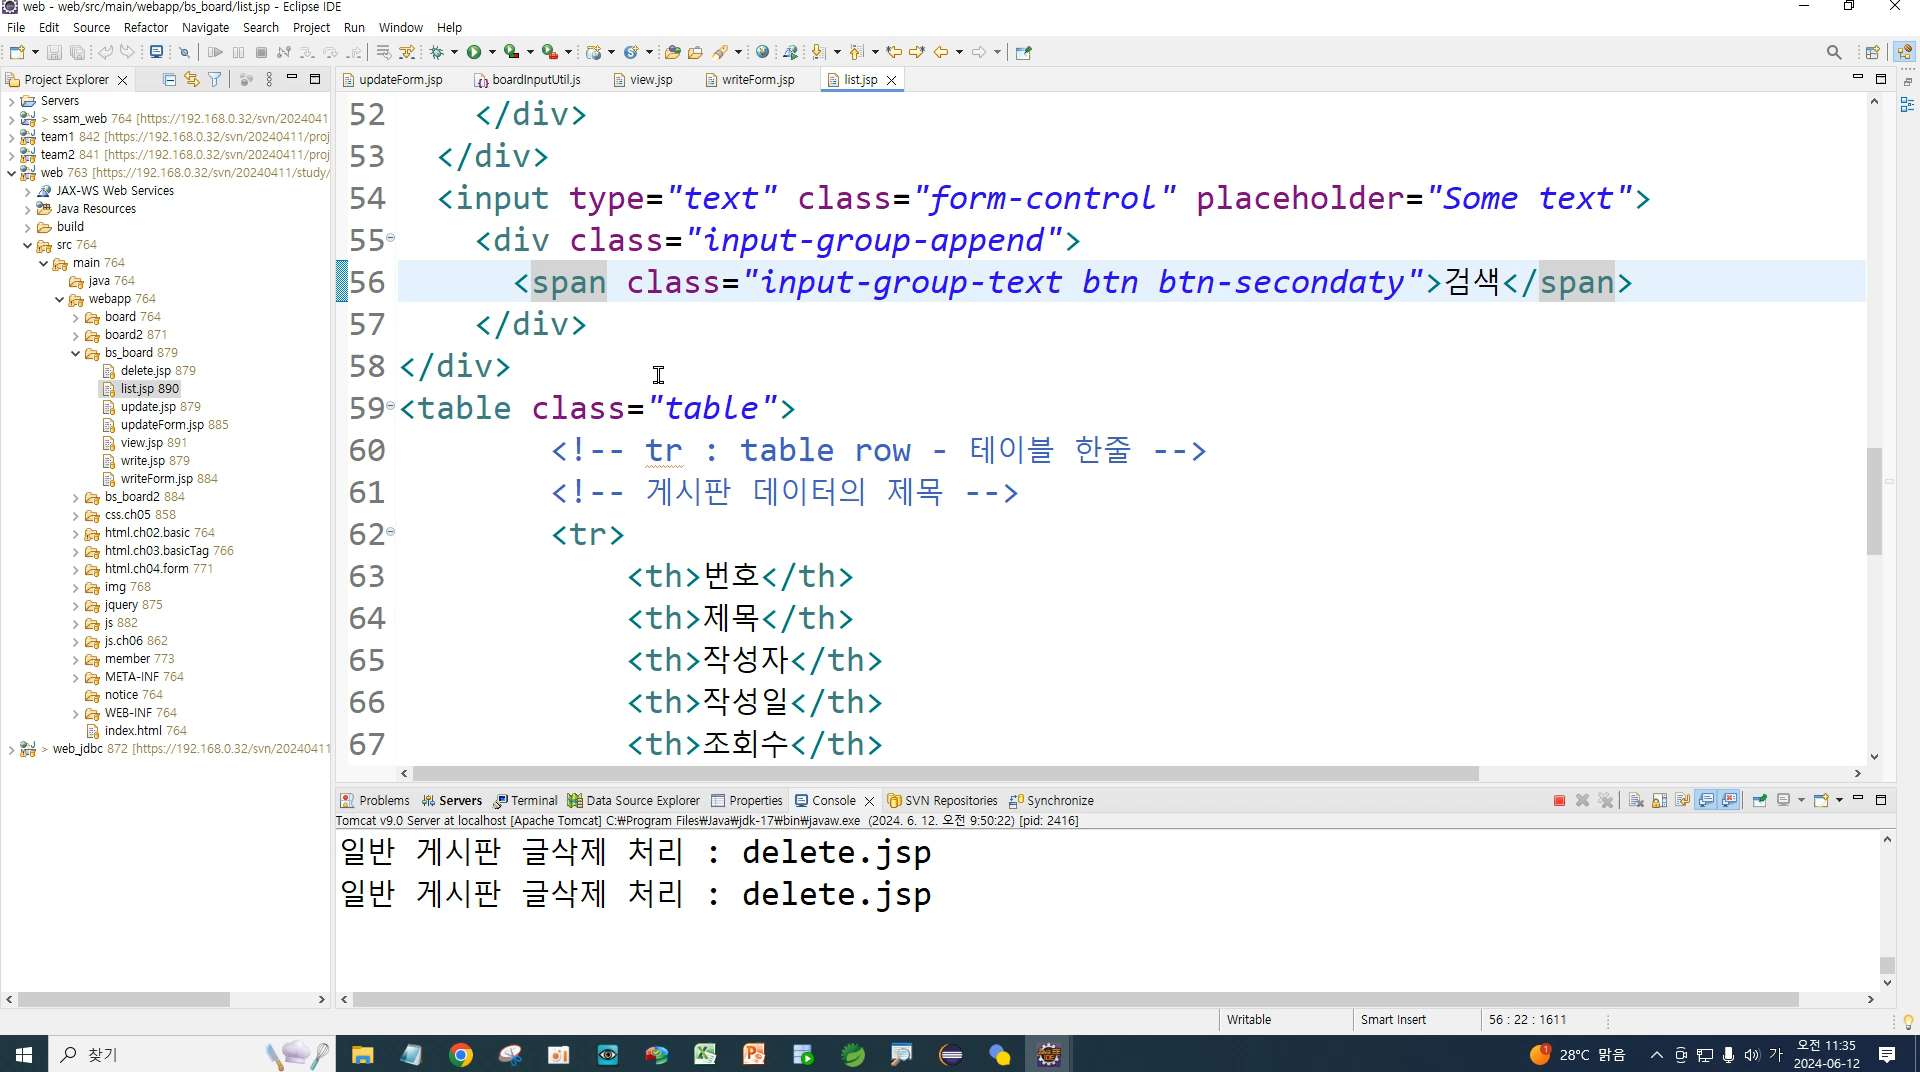 web - web/src/main/webapp/bs_board/list.jsp - Eclipse IDE
File Edit Source Refactor Navigate Search Project Run Window Help
Project Explorer
updateForm.jsp boardInputUtil.js view.jsp writeForm.jsp list.jsp
Servers
> ssam_web 764 [https://192.168.0.32/svn/2024041
team1 842 [https://192.168.0.32/svn/20240411/proj
team2 841 [https://192.168.0.32/svn/20240411/proj
web 763 [https://192.168.0.32/svn/20240411/study/
JAX-WS Web Services
Java Resources
build
src 764
main 764
java 764
webapp 764
board 764
board2 871
bs_board 879
delete.jsp 879
list.jsp 890
update.jsp 879
updateForm.jsp 885
view.jsp 891
write.jsp 879
writeForm.jsp 884
bs_board2 884
css.ch05 858
html.ch02.basic 764
html.ch03.basicTag 766
html.ch04.form 771
img 768
jquery 875
js 882
js.ch06 862
member 773
META-INF 764
notice 764
WEB-INF 764
index.html 764
> web_jdbc 872 [https://192.168.0.32/svn/20240411
52 </div>
53 </div>
54 <input type="text" class="form-control" placeholder="Some text">
55 <div class="input-group-append">
56 <span class="input-group-text btn btn-secondaty">검색</span>
57 </div>
58 </div>
59 <table class="table">
60 <!-- tr : table row - 테이블 한줄 -->
61 <!-- 게시판 데이터의 제목 -->
62 <tr>
63 <th>번호</th>
64 <th>제목</th>
65 <th>작성자</th>
66 <th>작성일</th>
67 <th>조회수</th>
Problems Servers Terminal Data Source Explorer Properties Console SVN Repositories Synchronize
Tomcat v9.0 Server at localhost [Apache Tomcat] C:₩Program Files₩Java₩jdk-17₩bin₩javaw.exe (2024. 6. 12. 오전 9:50:22) [pid: 2416]
일반 게시판 글삭제 처리 : delete.jsp
일반 게시판 글삭제 처리 : delete.jsp
Writable Smart Insert 56 : 22 : 1611
찾기
28°C 맑음
가
오전 11:35
2024-06-12